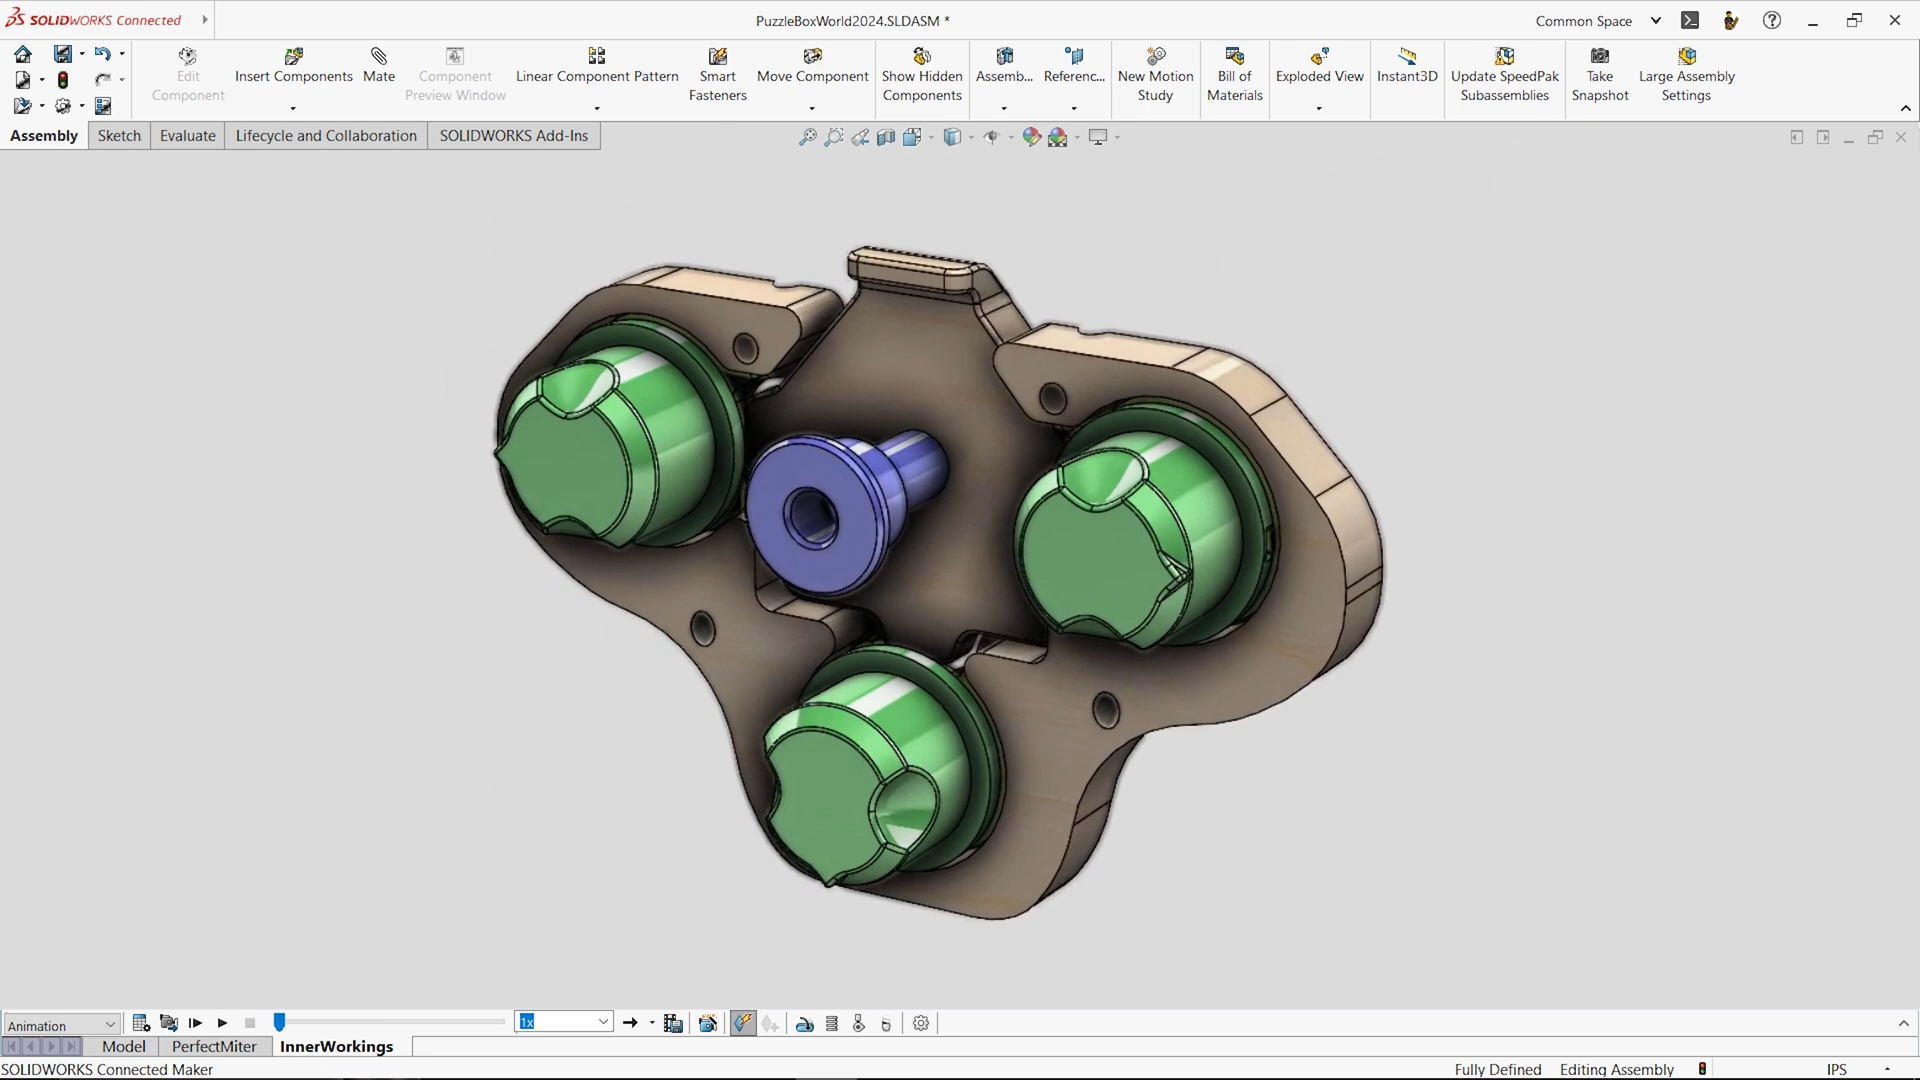 SOLIDWORKS Connected
PuzzleBoxWorld2024.SLDASM *
Common Space
Edit Component
Insert Components
Mate
Component Preview Window
Linear Component Pattern
Smart Fasteners
Move Component
Show Hidden Components
Assemb...
Referenc...
New Motion Study
Bill of Materials
Exploded View
Instant3D
Update SpeedPak Subassemblies
Take Snapshot
Large Assembly Settings
Assembly
Sketch
Evaluate
Lifecycle and Collaboration
SOLIDWORKS Add-Ins
Animation
1x
Model
PerfectMiter
InnerWorkings
SOLIDWORKS Connected Maker
Fully Defined
Editing Assembly
IPS